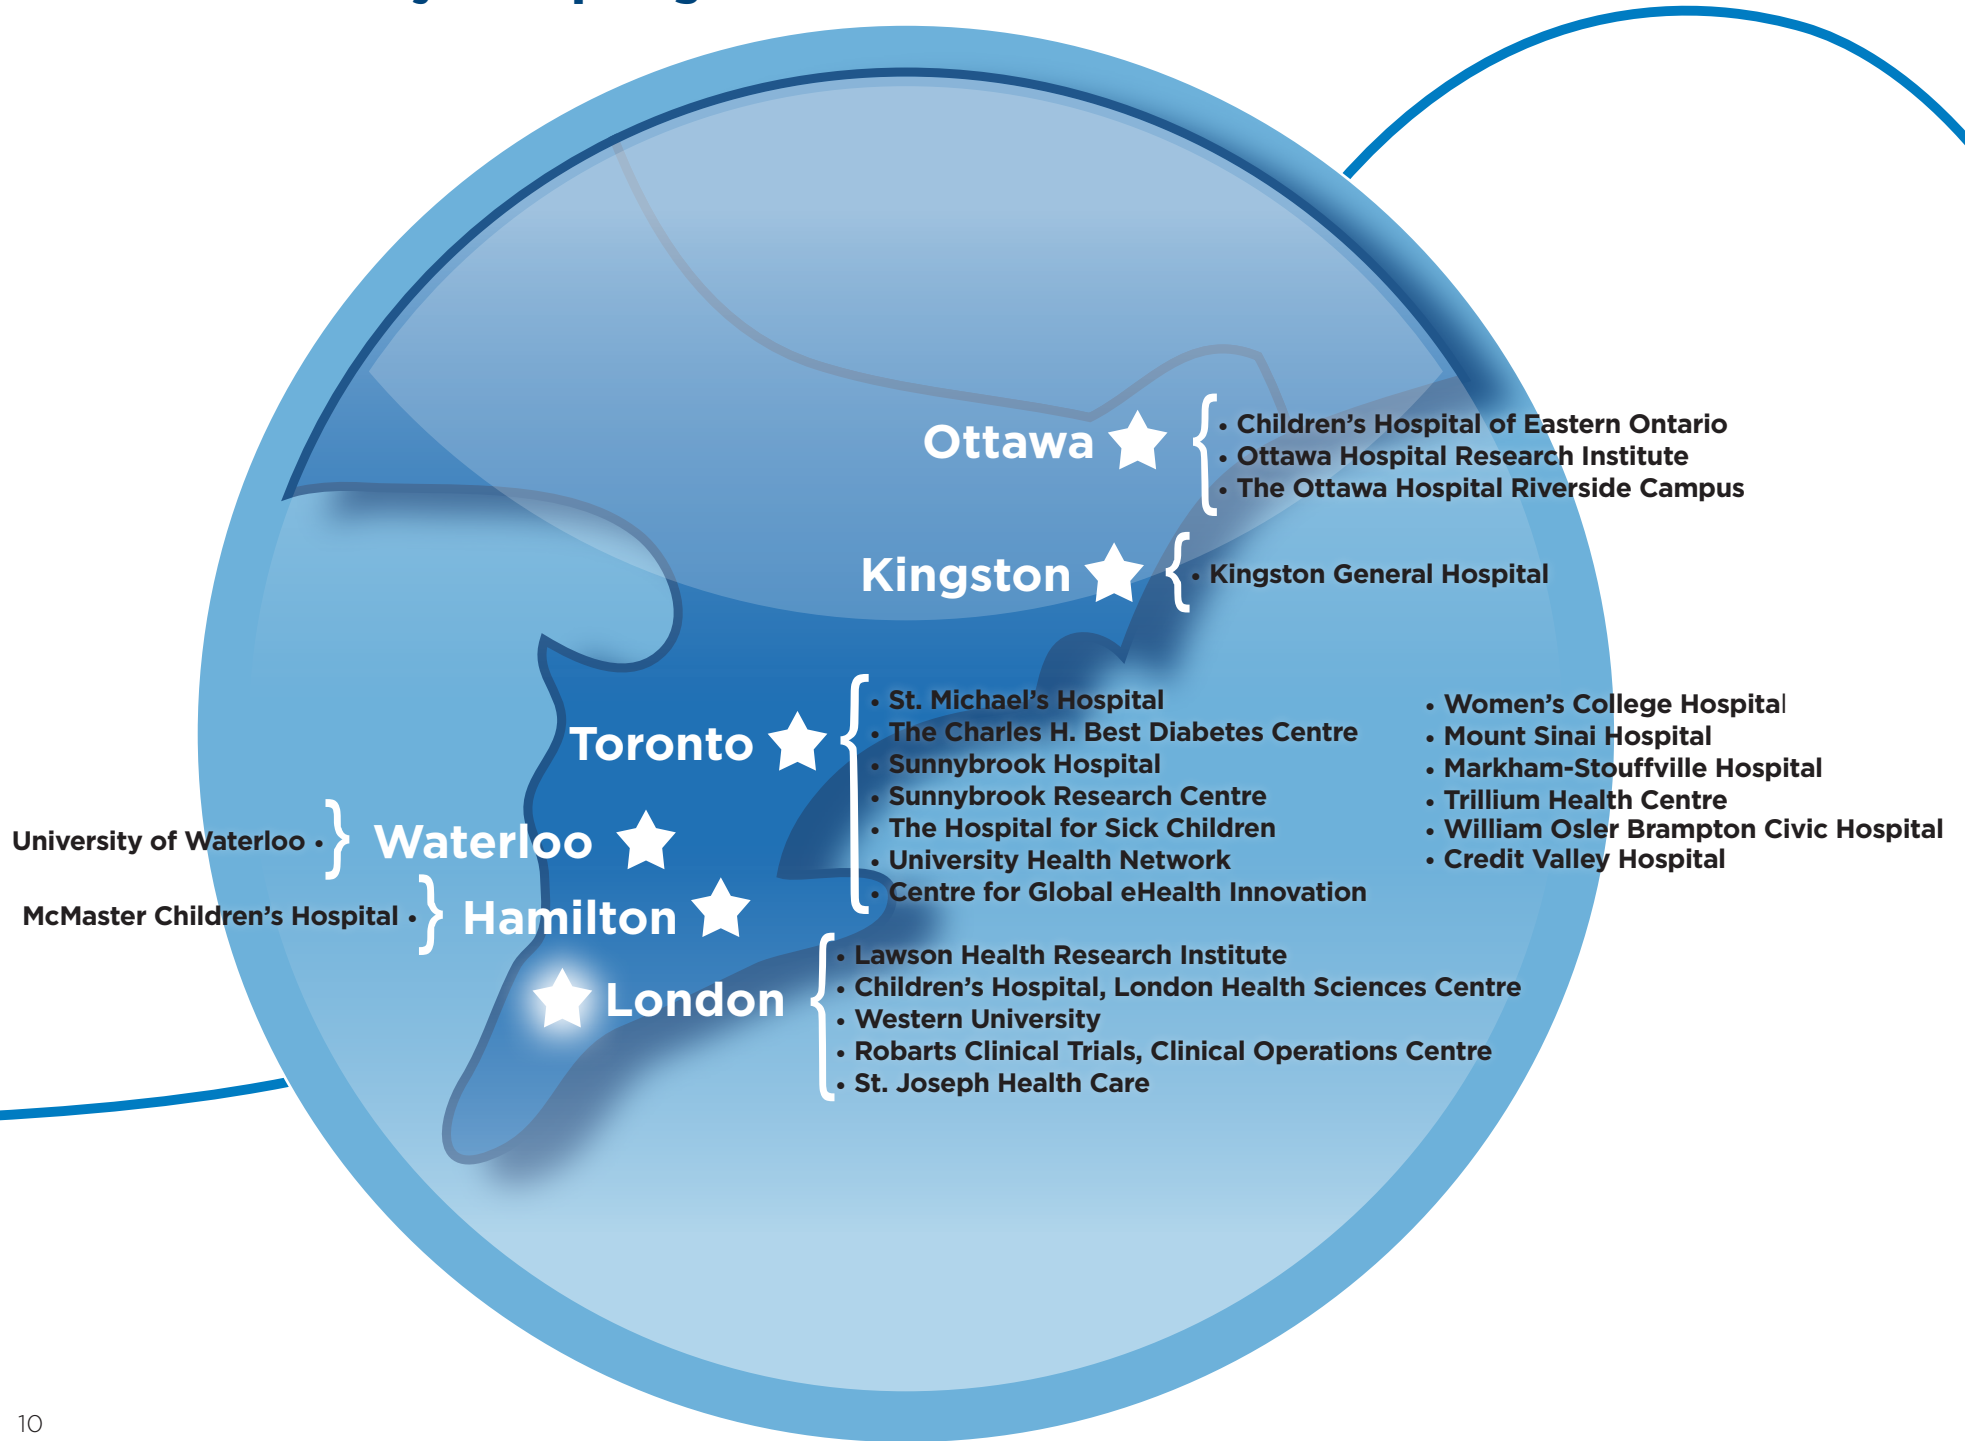 Ottawa
• Children’s Hospital of Eastern Ontario
• Ottawa Hospital Research Institute
• The Ottawa Hospital Riverside Campus
Kingston
• Kingston General Hospital
Toronto
• St. Michael’s Hospital
• The Charles H. Best Diabetes Centre
• Sunnybrook Hospital
• Sunnybrook Research Centre
• The Hospital for Sick Children
• University Health Network
• Centre for Global eHealth Innovation
• Women’s College Hospital
• Mount Sinai Hospital
• Markham-Stouffville Hospital
• Trillium Health Centre
• William Osler Brampton Civic Hospital
• Credit Valley Hospital
University of Waterloo •
Waterloo
McMaster Children’s Hospital •
Hamilton
London
• Lawson Health Research Institute
• Children’s Hospital, London Health Sciences Centre
• Western University
• Robarts Clinical Trials, Clinical Operations Centre
• St. Joseph Health Care
10